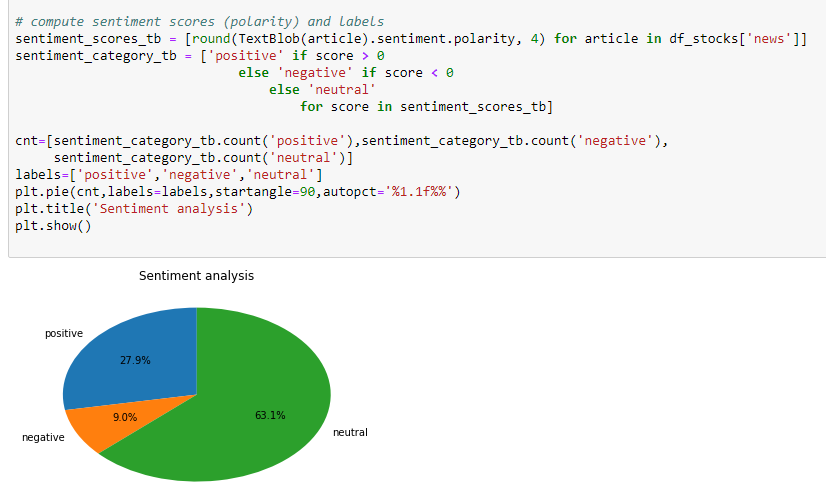 # compute sentiment scores (polarity) and labels
sentiment_scores_tb = [round(TextBlob(article).sentiment.polarity, 4) for article in df_stocks['news']]
sentiment_category_tb = ['positive' if score > 0
else 'negative' if score < 0
else 'neutral'
for score in sentiment_scores_tb]
cnt=[sentiment_category_tb.count('positive'),sentiment_category_tb.count('negative'),
sentiment_category_tb.count('neutral')]
labels=['positive','negative','neutral']
plt.pie(cnt,labels=labels,startangle=90,autopct='%1.1f%%')
plt.title('Sentiment analysis')
plt.show()
Sentiment analysis
positive
27.9%
9.0%
63.1%
negative
neutral